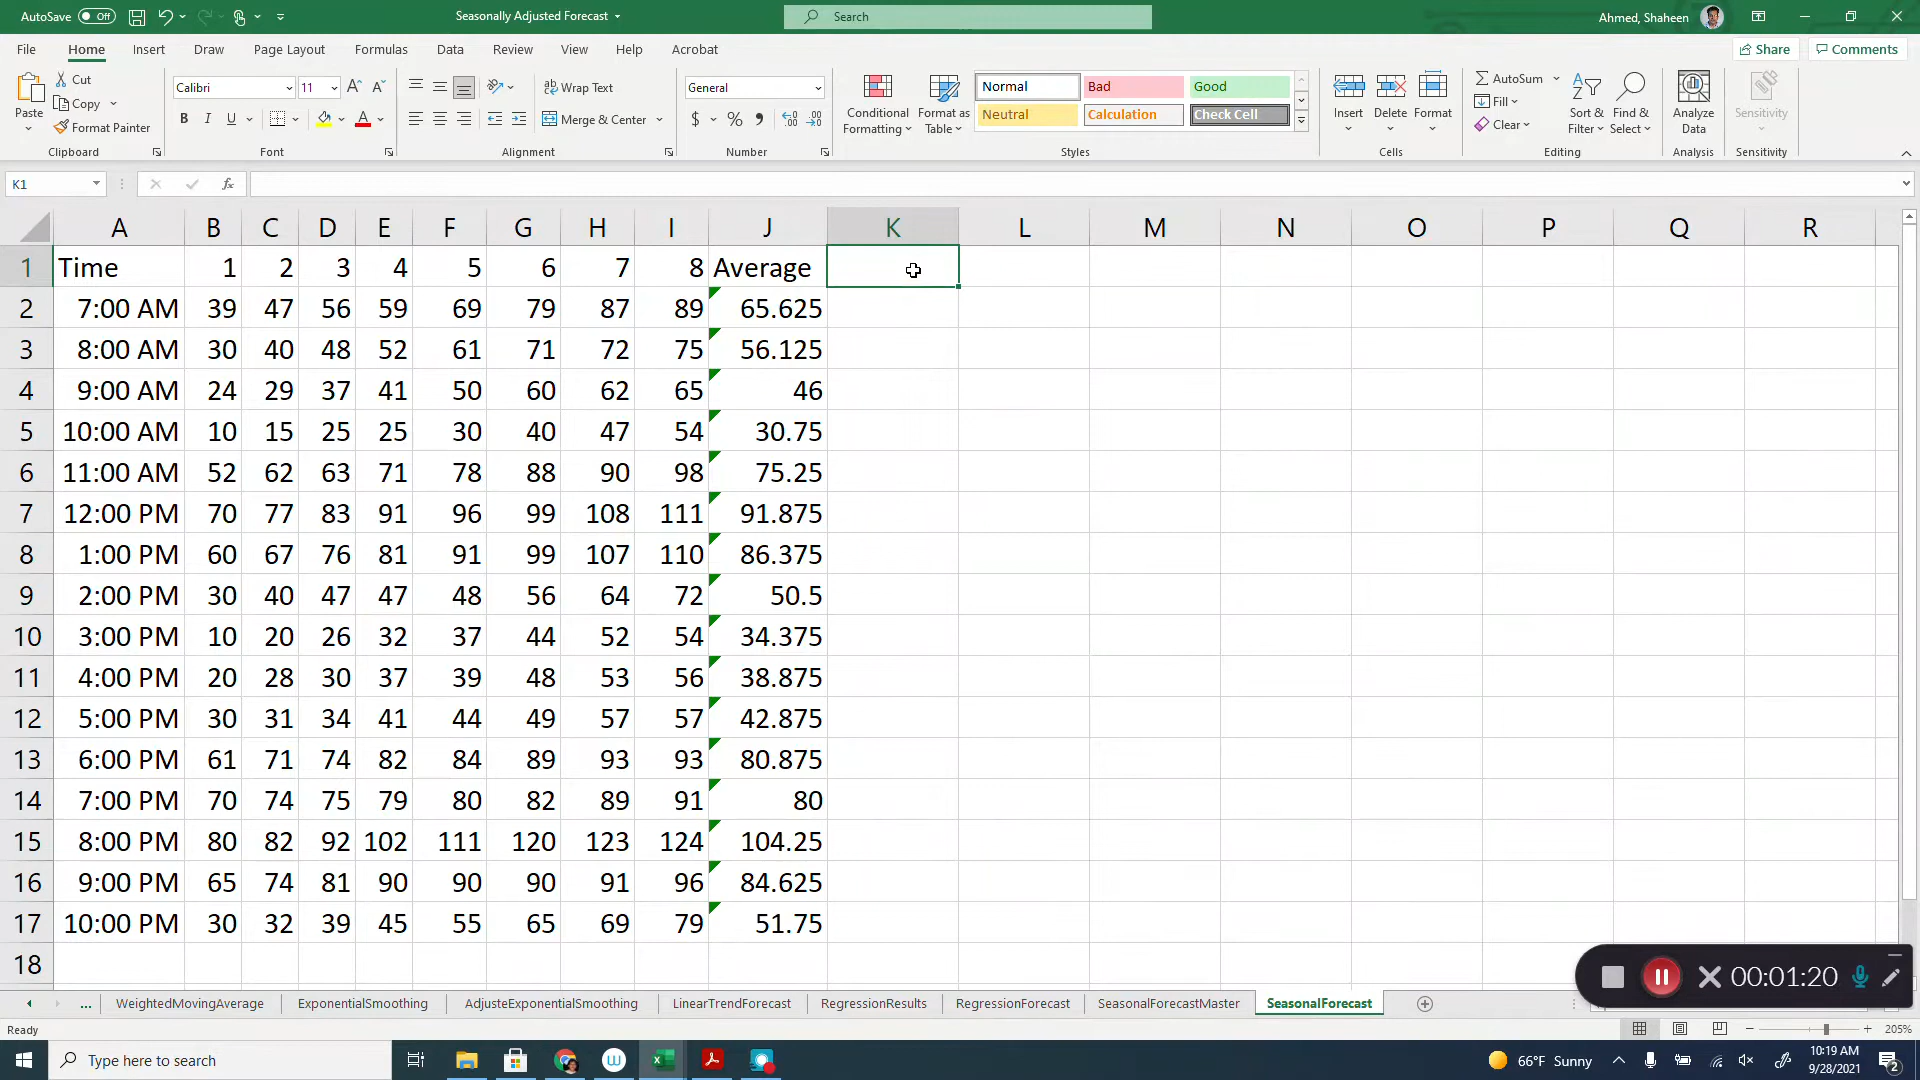 AutoSave Off Seasonally Adjusted Forecast Search Ahmed, Shaheen
File Home Insert Draw Page Layout Formulas Data Review View Help Acrobat Share Comments
Paste Cut Copy Format Painter Clipboard
Calibri 11 B I U A A A Font
Wrap Text Merge & Center Alignment
General $ % Number
Conditional Formatting Format as Table Normal Bad Good Neutral Calculation Check Cell Styles
Insert Delete Format Cells
AutoSum Fill Clear Sort & Filter Find & Select Editing
Analyze Data Analysis Sensitivity Sensitivity
K1 fx
A B C D E F G H I J K L M N O P Q R
1 Time 1 2 3 4 5 6 7 8 Average
2 7:00 AM 39 47 56 59 69 79 87 89 65.625
3 8:00 AM 30 40 48 52 61 71 72 75 56.125
4 9:00 AM 24 29 37 41 50 60 62 65 46
5 10:00 AM 10 15 25 25 30 40 47 54 30.75
6 11:00 AM 52 62 63 71 78 88 90 98 75.25
7 12:00 PM 70 77 83 91 96 99 108 111 91.875
8 1:00 PM 60 67 76 81 91 99 107 110 86.375
9 2:00 PM 30 40 47 47 48 56 64 72 50.5
10 3:00 PM 10 20 26 32 37 44 52 54 34.375
11 4:00 PM 20 28 30 37 39 48 53 56 38.875
12 5:00 PM 30 31 34 41 44 49 57 57 42.875
13 6:00 PM 61 71 74 82 84 89 93 93 80.875
14 7:00 PM 70 74 75 79 80 82 89 91 80
15 8:00 PM 80 82 92 102 111 120 123 124 104.25
16 9:00 PM 65 74 81 90 90 90 91 96 84.625
17 10:00 PM 30 32 39 45 55 65 69 79 51.75
18
00:01:20
... WeightedMovingAverage ExponentialSmoothing AdjusteExponentialSmoothing LinearTrendForecast RegressionResults RegressionForecast SeasonalForecastMaster SeasonalForecast
Ready 205%
Type here to search 66°F Sunny 10:19 AM
9/28/2021 2